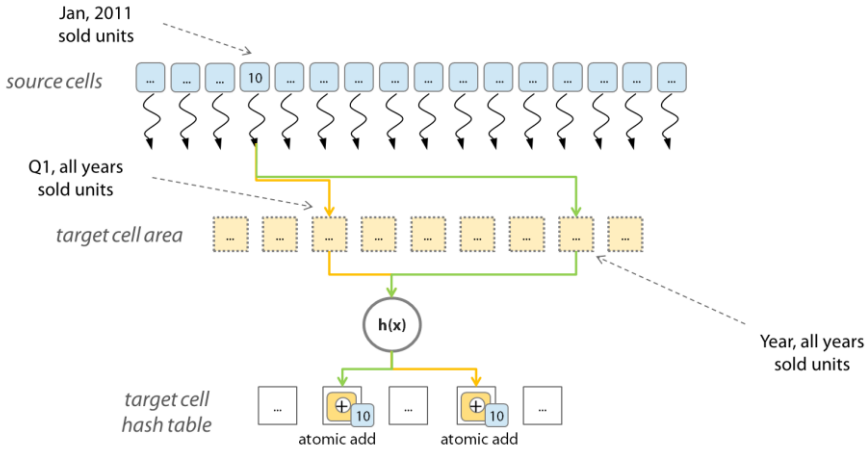 Jan, 2011
sold units
source cells
... ... ... 10 ... ... ... ... ... ... ... ... ... ... ... ...
Q1, all years
sold units
target cell area
... ... ... ... ... ... ... ... ...
h(x)
Year, all years
sold units
target cell
hash table
... 10 ... 10 ...
atomic add atomic add